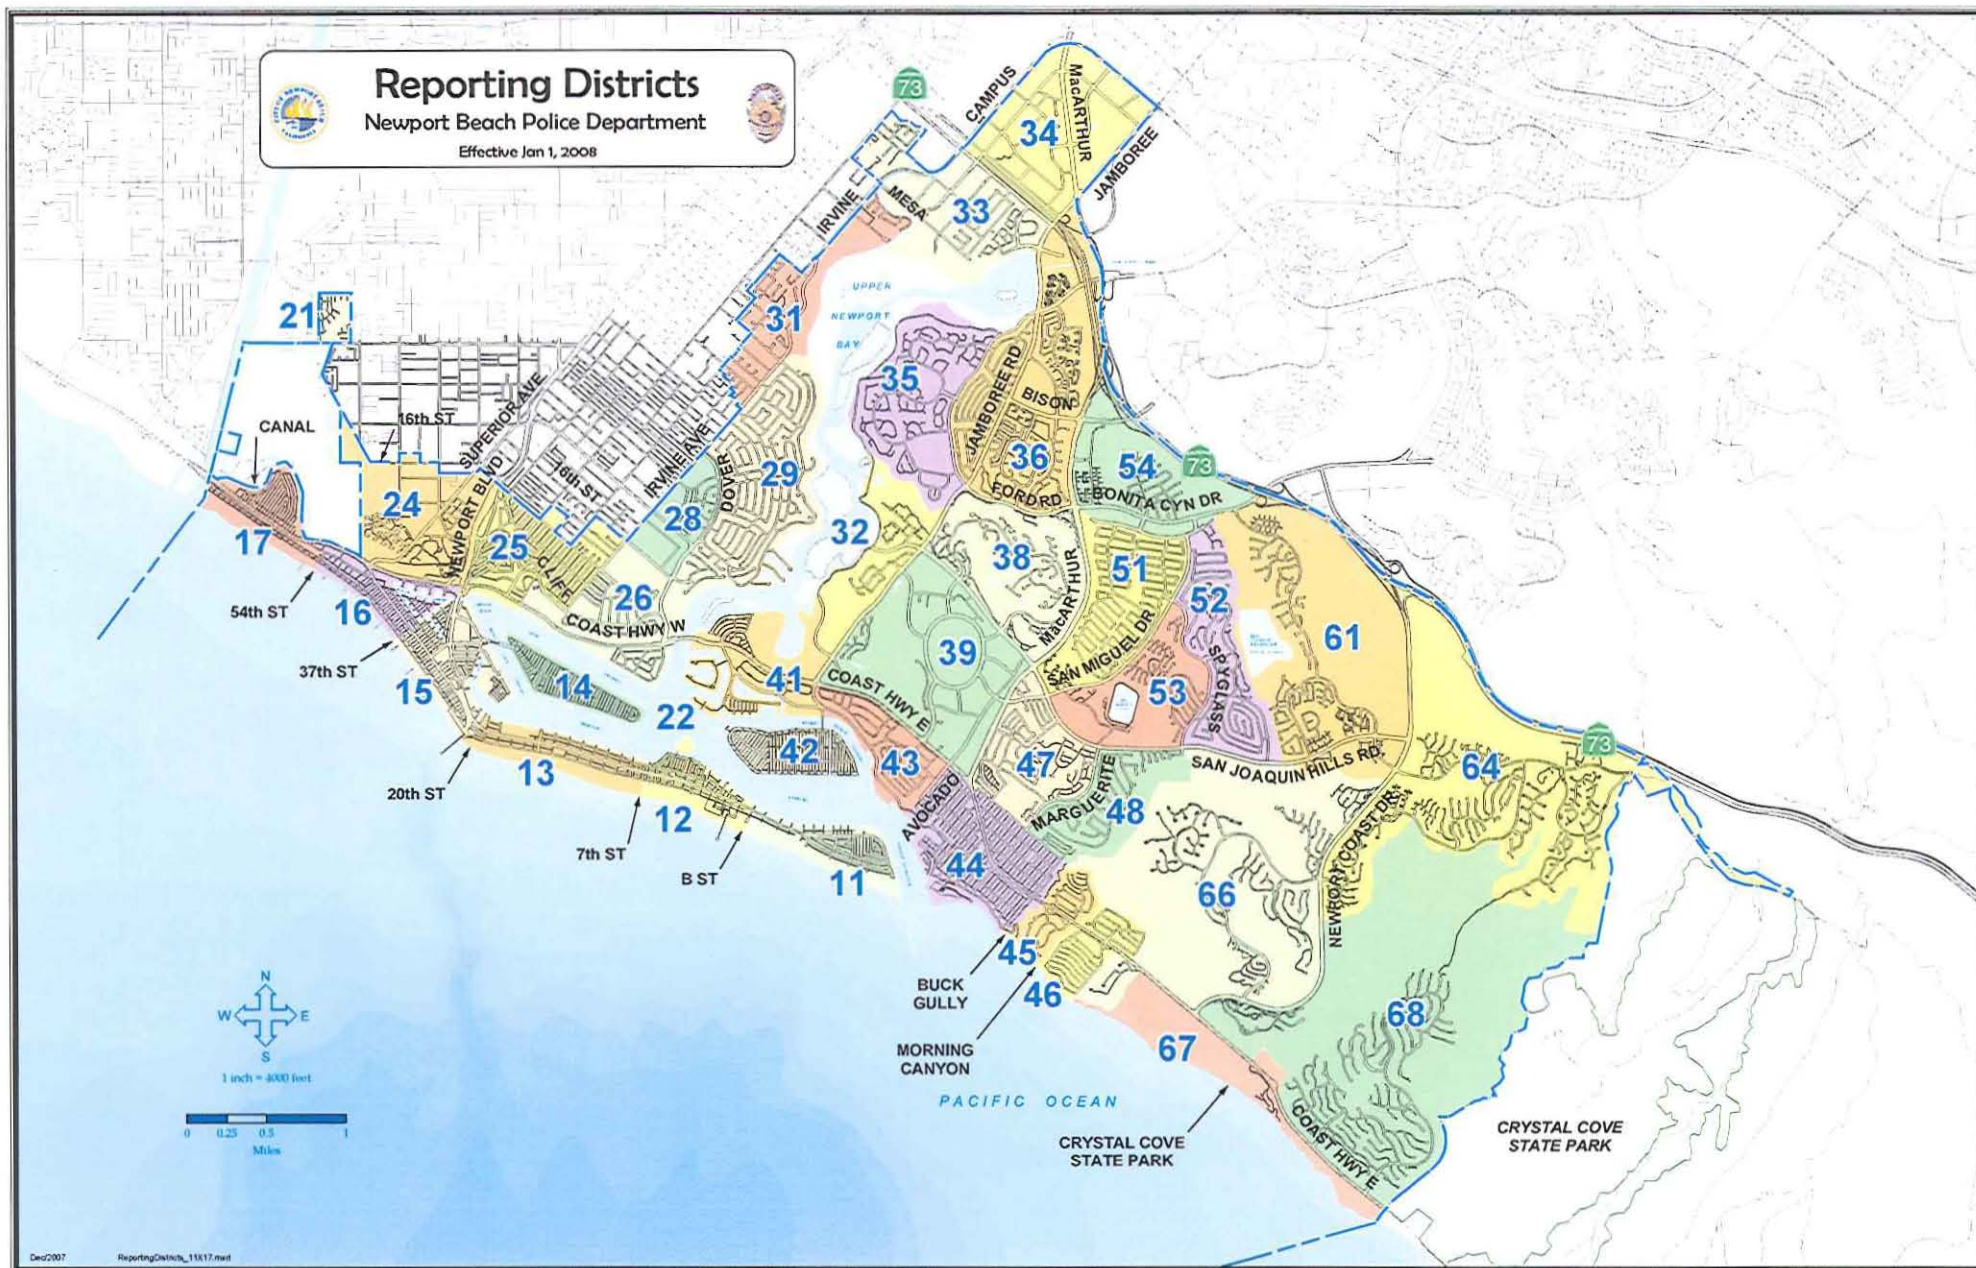 Reporting Districts
Newport Beach Police Department
Effective Jan 1, 2008
73
CAMPUS
MacARTHUR
34
JAMBOREE
IRVINE
MESA
33
21
31
UPPER
NEWPORT
BAY
35
JAMBOREE RD
BISON
36
FORD RD
CANAL
16th ST
SUPERIOR AVE
NEWPORT BLVD
16th ST
IRVINE AVE
DOVER
29
28
24
25
CLIFF
26
COAST HWY W
32
54
73
BONITA CYN DR
38
MacARTHUR
51
52
61
17
54th ST
16
37th ST
15
14
22
41
39
COAST HWY E
SAN MIGUEL DR
53
SPYGLASS
20th ST
13
7th ST
12
B ST
11
42
43
AVOCADO
47
MARGUERITE
48
SAN JOAQUIN HILLS RD.
64
73
44
66
NEWPORT COAST DR.
45
BUCK
GULLY
46
MORNING
CANYON
67
68
PACIFIC OCEAN
CRYSTAL COVE
STATE PARK
COAST HWY E
CRYSTAL COVE
STATE PARK
N
W E
S
1 inch = 4000 feet
0 0.25 0.5 1
Miles
Dec/2007 ReportingDistricts_11X17.mxd